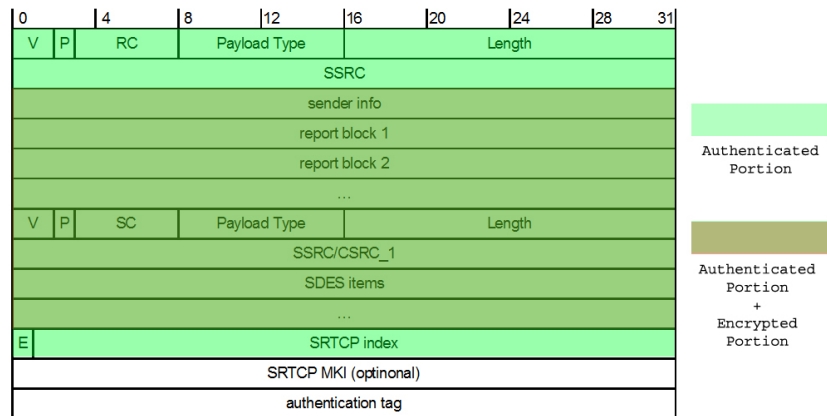 0 4 8 12 16 20 24 28 31
V P RC Payload Type Length
SSRC
sender info
report block 1
report block 2
...
V P SC Payload Type Length
SSRC/CSRC_1
SDES items
...
E SRTCP index
SRTCP MKI (optinonal)
authentication tag
Authenticated
Portion
Authenticated
Portion
+
Encrypted
Portion